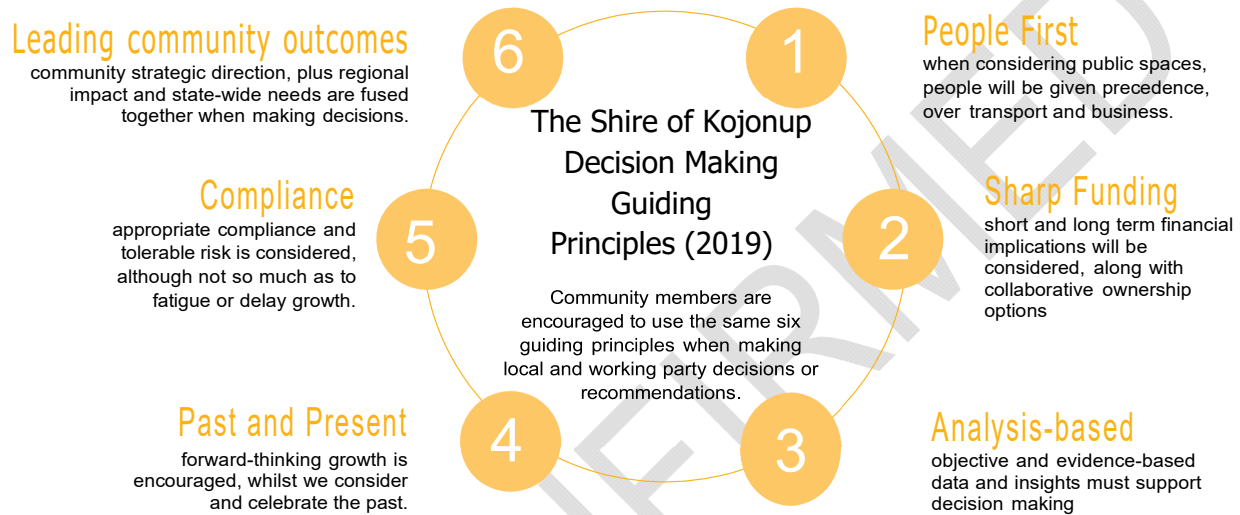 The Shire of Kojonup
Decision Making
Guiding
Principles (2019)
Community members are
encouraged to use the same six
guiding principles when making
local and working party decisions or
recommendations.
1
People First
when considering public spaces,
people will be given precedence,
over transport and business.
2
Sharp Funding
short and long term financial
implications will be
considered, along with
collaborative ownership
options
3
Analysis-based
objective and evidence-based
data and insights must support
decision making
4
Past and Present
forward-thinking growth is
encouraged, whilst we consider
and celebrate the past.
5
Compliance
appropriate compliance and
tolerable risk is considered,
although not so much as to
fatigue or delay growth.
6
Leading community outcomes
community strategic direction, plus regional
impact and state-wide needs are fused
together when making decisions.